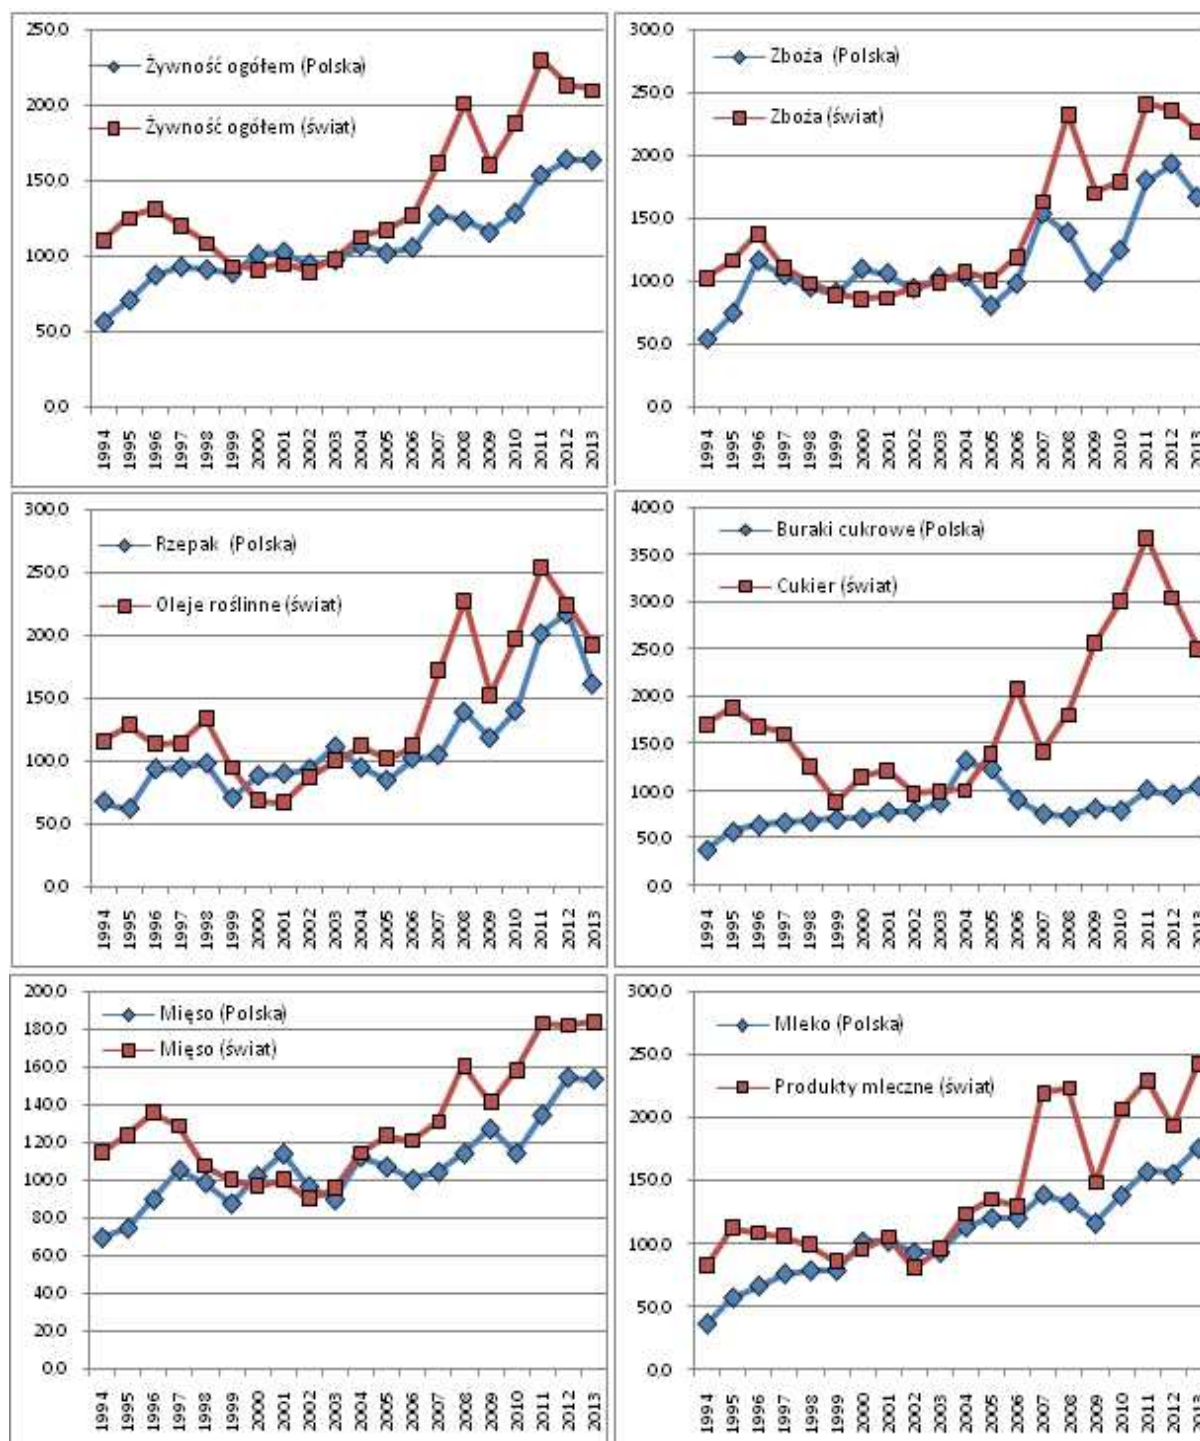 250,0
200,0
150,0
100,0
50,0
0,0
Żywność ogółem (Polska)
Żywność ogółem (świat)
1994 1995 1996 1997 1998 1999 2000 2001 2002 2003 2004 2005 2006 2007 2008 2009 2010 2011 2012 2013
300,0
250,0
200,0
150,0
100,0
50,0
0,0
Zboża (Polska)
Zboża (świat)
1994 1995 1996 1997 1998 1999 2000 2001 2002 2003 2004 2005 2006 2007 2008 2009 2010 2011 2012 2013
300,0
250,0
200,0
150,0
100,0
50,0
0,0
Rzepak (Polska)
Oleje roślinne (świat)
1994 1995 1996 1997 1998 1999 2000 2001 2002 2003 2004 2005 2006 2007 2008 2009 2010 2011 2012 2013
400,0
350,0
300,0
250,0
200,0
150,0
100,0
50,0
0,0
Buraki cukrowe (Polska)
Cukier (świat)
1994 1995 1996 1997 1998 1999 2000 2001 2002 2003 2004 2005 2006 2007 2008 2009 2010 2011 2012 2013
200,0
180,0
160,0
140,0
120,0
100,0
80,0
60,0
40,0
20,0
0,0
Mięso (Polska)
Mięso (świat)
1994 1995 1996 1997 1998 1999 2000 2001 2002 2003 2004 2005 2006 2007 2008 2009 2010 2011 2012 2013
300,0
250,0
200,0
150,0
100,0
50,0
0,0
Mleko (Polska)
Produkty mleczne (świat)
1994 1995 1996 1997 1998 1999 2000 2001 2002 2003 2004 2005 2006 2007 2008 2009 2010 2011 2012 2013